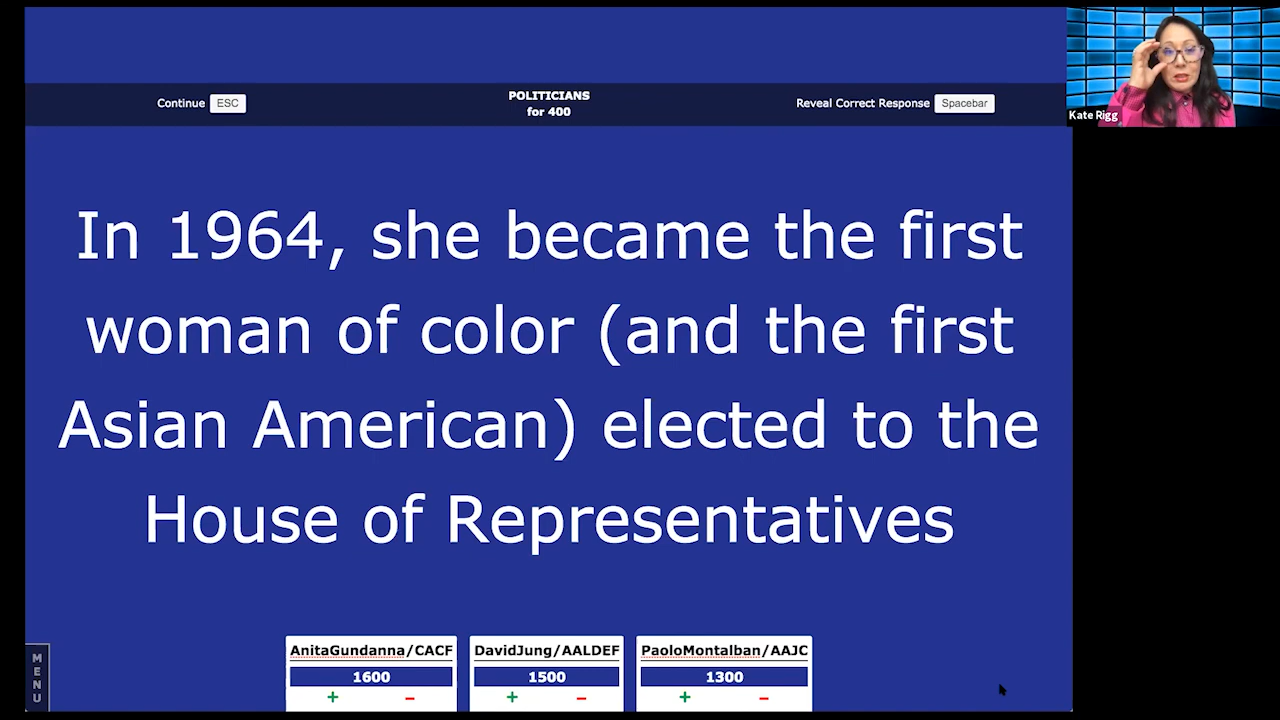 Continue ESC
POLITICIANS
for 400
Reveal Correct Response Spacebar
Kate Rigg
In 1964, she became the first
woman of color (and the first
Asian American) elected to the
House of Representatives
MENU
AnitaGundanna/CACF
1600
+ −
DavidJung/AALDEF
1500
+ −
PaoloMontalban/AAJC
1300
+ −